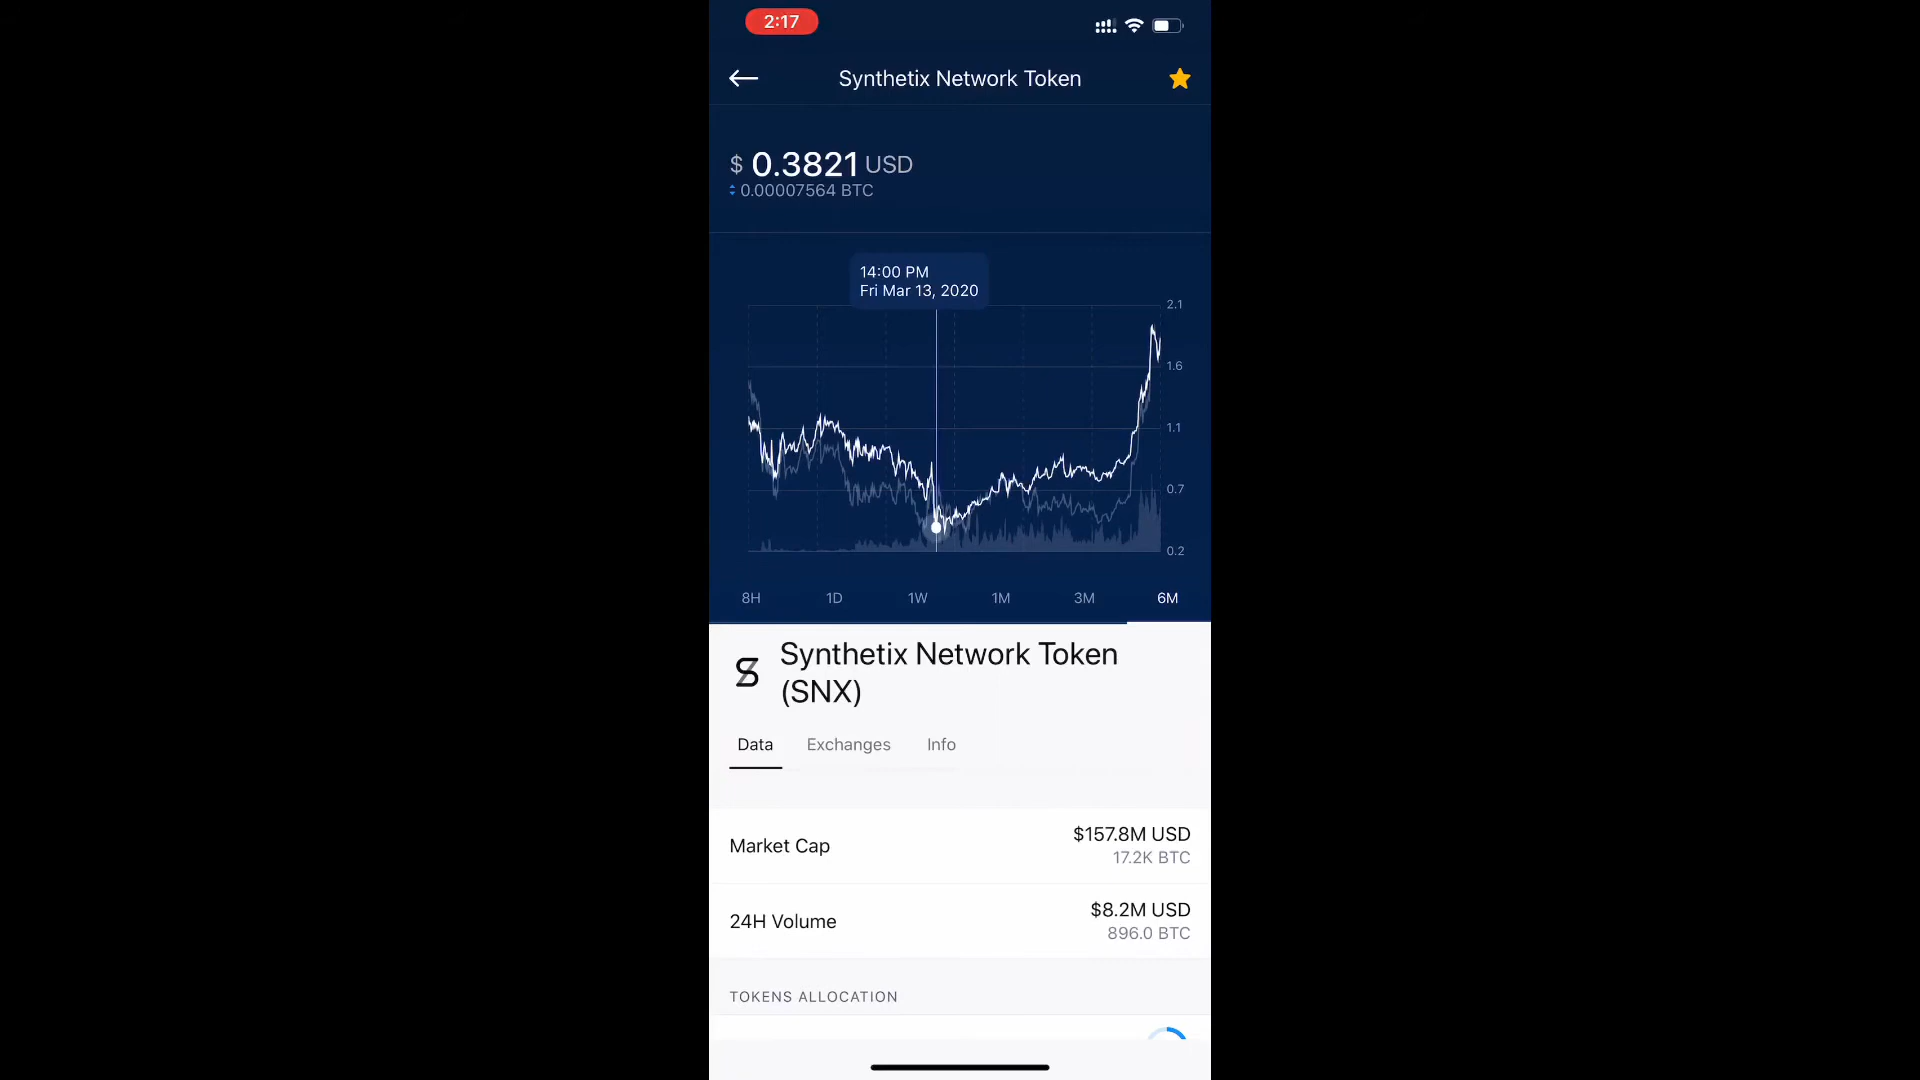 2:17
Synthetix Network Token
$ 0.3821 USD
0.00007564 BTC
14:00 PM
Fri Mar 13, 2020
2.1
1.6
1.1
0.7
0.2
8H 1D 1W 1M 3M 6M
Synthetix Network Token
(SNX)
Data Exchanges Info
Market Cap $157.8M USD
17.2K BTC
24H Volume $8.2M USD
896.0 BTC
TOKENS ALLOCATION